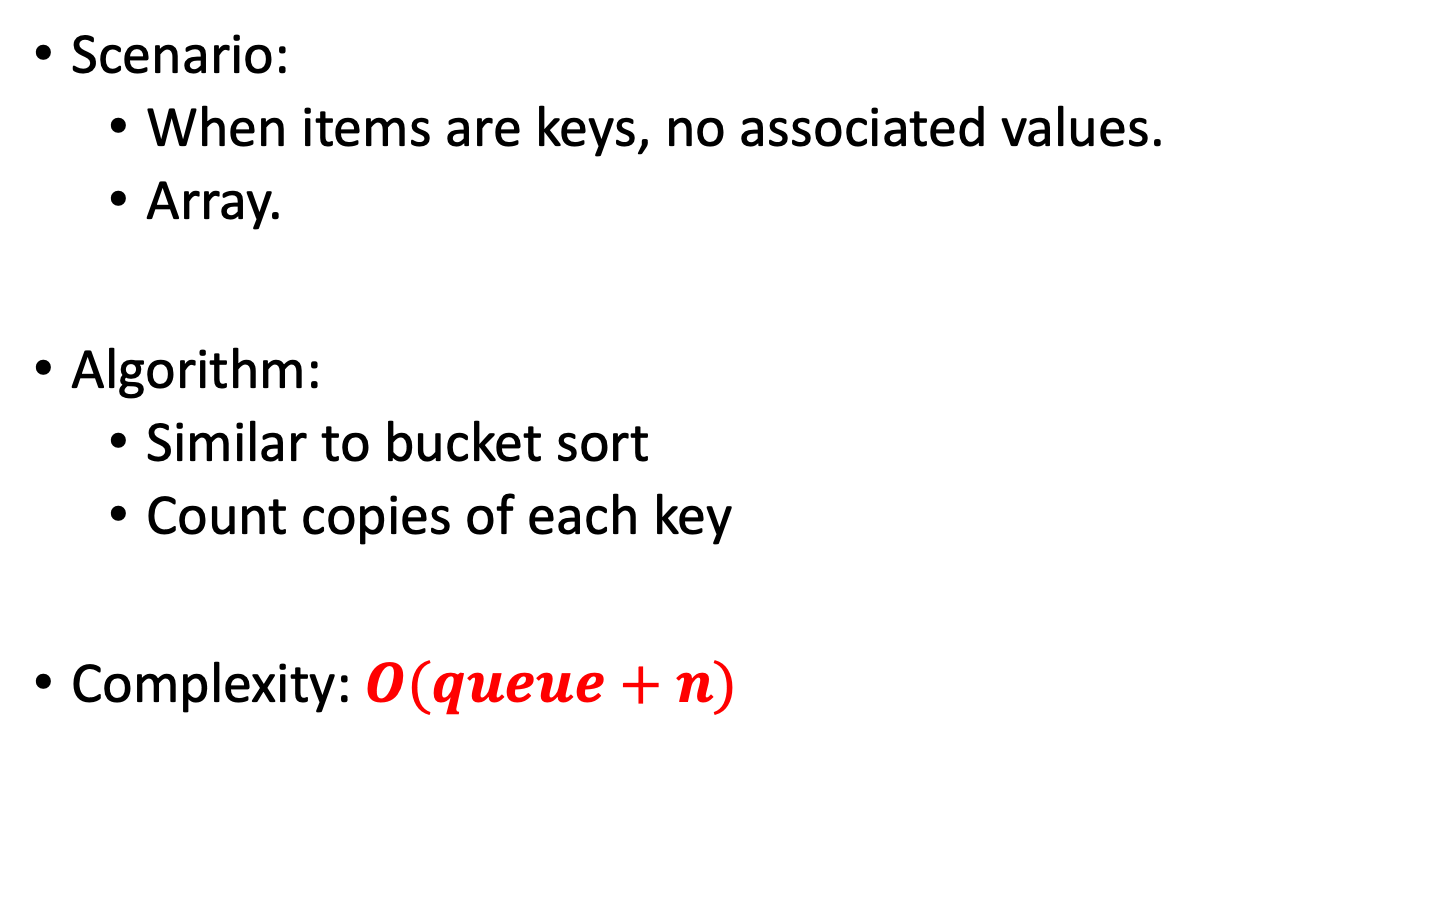 • Scenario:
• When items are keys, no associated values.
• Array.
• Algorithm:
• Similar to bucket sort
• Count copies of each key
• Complexity: O(queue + n)